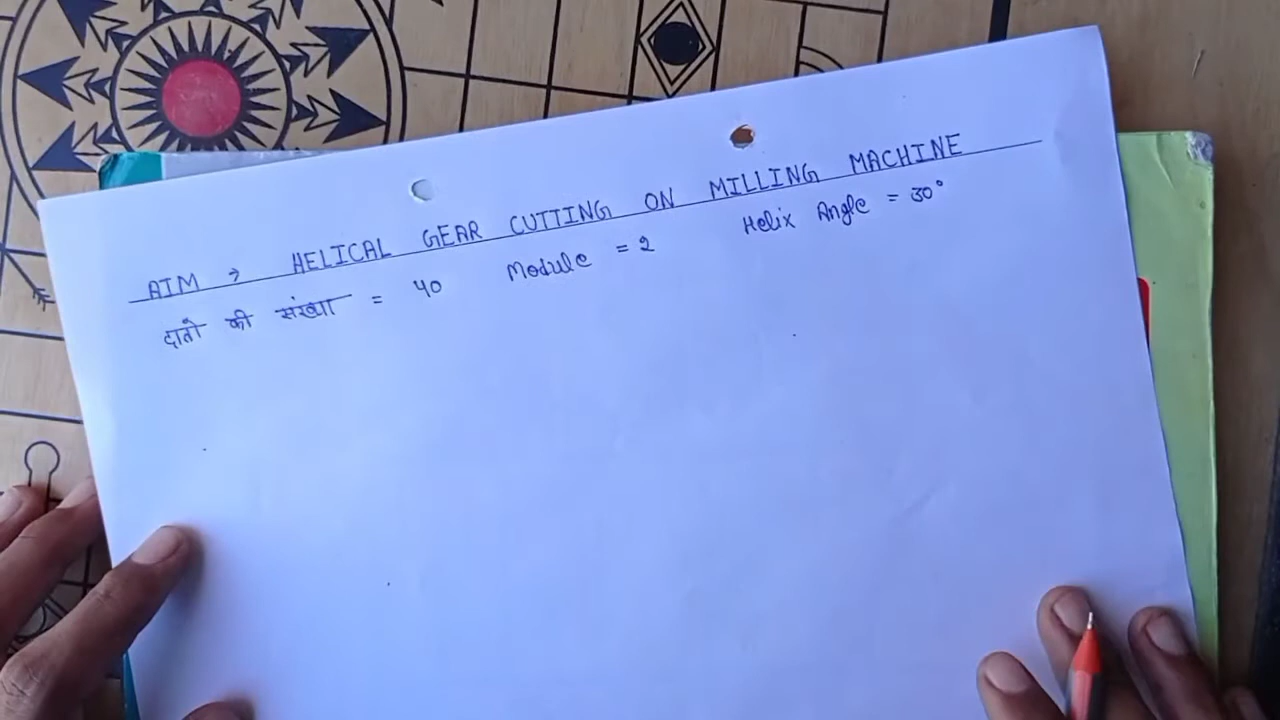 AIM → HELICAL GEAR CUTTING ON MILLING MACHINE
दातो की संख्या = 40 Module = 2 Helix Angle = 30°